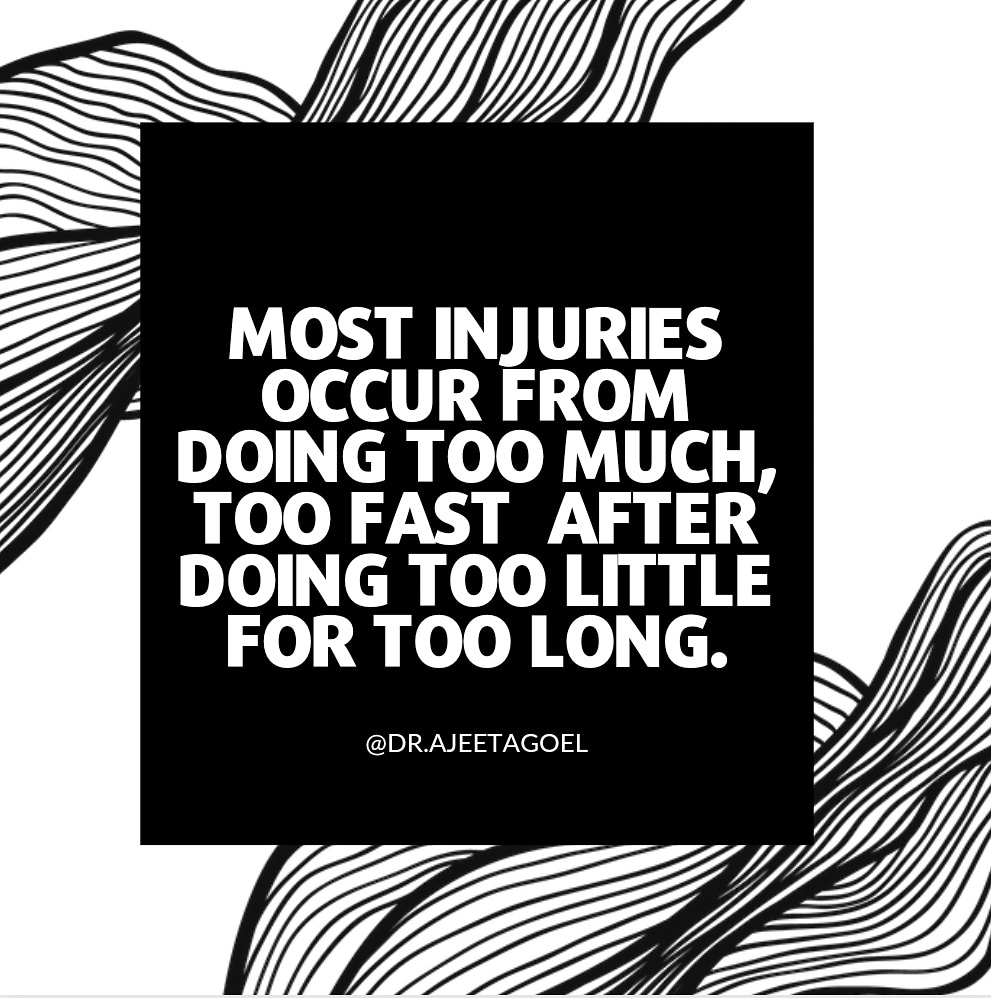 MOST INJURIES
OCCUR FROM
DOING TOO MUCH,
TOO FAST  AFTER
DOING TOO LITTLE
FOR TOO LONG.
@DR.AJEETAGOEL